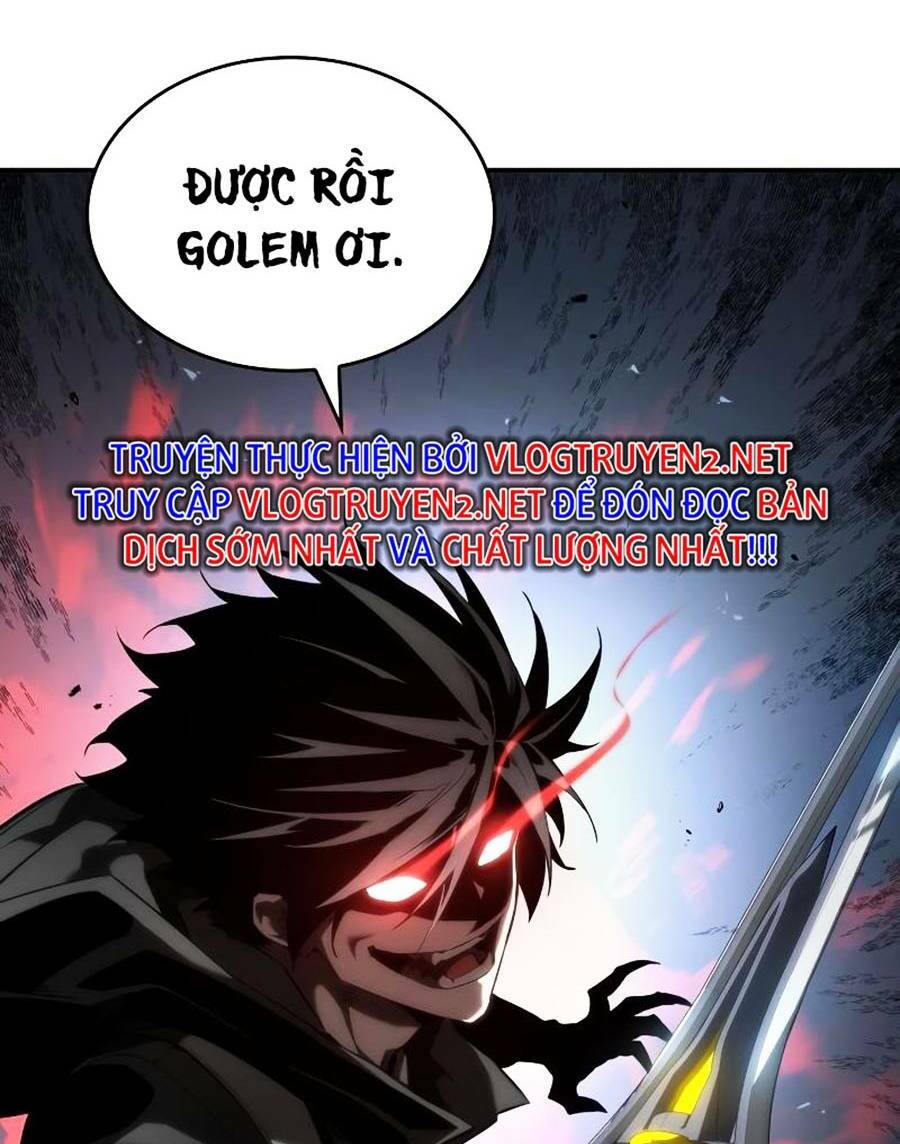 ĐƯỢC RỒI
GOLEM ƠI.
TRUYỆN THỰC HIỆN BỞI VLOGTRUYEN2.NET
TRUY CẬP VLOGTRUYEN2.NET ĐỂ ĐÓN ĐỌC BẢN
DỊCH SỚM NHẤT VÀ CHẤT LƯỢNG NHẤT!!!